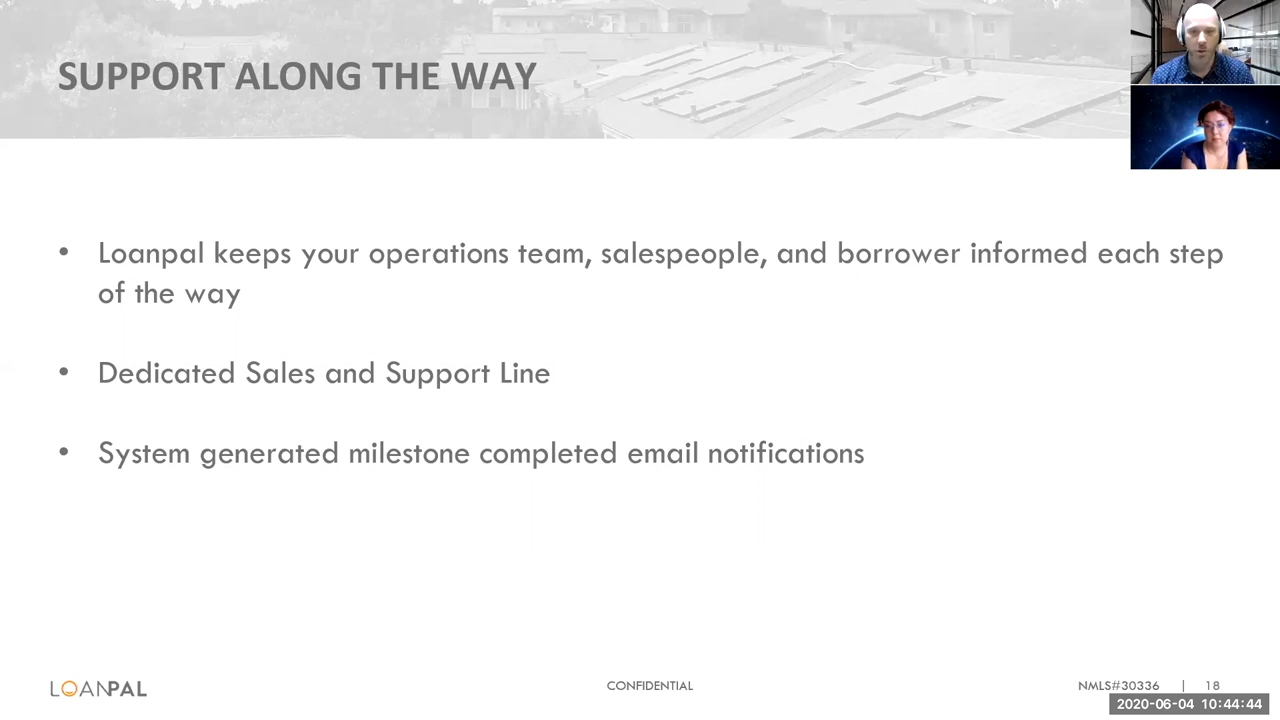 SUPPORT ALONG THE WAY
• Loanpal keeps your operations team, salespeople, and borrower informed each step
of the way
• Dedicated Sales and Support Line
• System generated milestone completed email notifications
LOANPAL
CONFIDENTIAL
NMLS#30336 | 18
2020-06-04 10:44:44